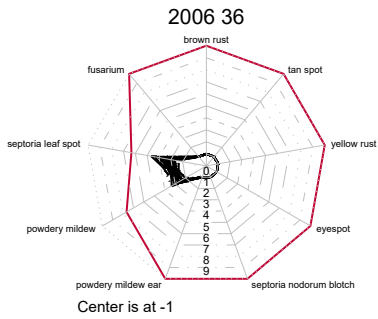 2006 36
brown rust
fusarium
tan spot
septoria leaf spot
yellow rust
0
1
2
3
4
5
6
7
8
9
powdery mildew
eyespot
powdery mildew ear
septoria nodorum blotch
Center is at -1